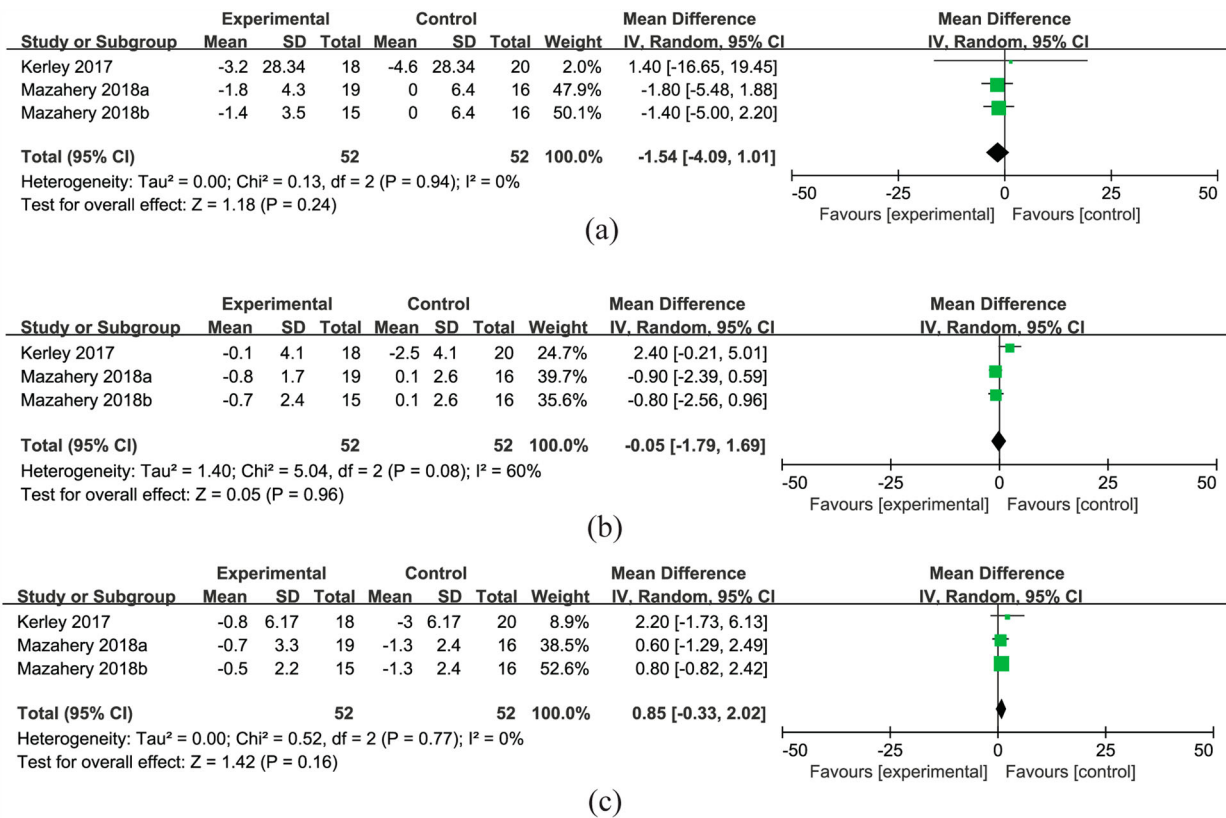 Experimental Control Mean Difference Mean Difference
Study or Subgroup Mean SD Total Mean SD Total Weight IV, Random, 95% CI IV, Random, 95% CI
Kerley 2017 -3.2 28.34 18 -4.6 28.34 20 2.0% 1.40 [-16.65, 19.45]
Mazahery 2018a -1.8 4.3 19 0 6.4 16 47.9% -1.80 [-5.48, 1.88]
Mazahery 2018b -1.4 3.5 15 0 6.4 16 50.1% -1.40 [-5.00, 2.20]
Total (95% CI) 52 52 100.0% -1.54 [-4.09, 1.01]
Heterogeneity: Tau² = 0.00; Chi² = 0.13, df = 2 (P = 0.94); I² = 0%
Test for overall effect: Z = 1.18 (P = 0.24)
-50 -25 0 25 50
Favours [experimental] Favours [control]
(a)
Experimental Control Mean Difference Mean Difference
Study or Subgroup Mean SD Total Mean SD Total Weight IV, Random, 95% CI IV, Random, 95% CI
Kerley 2017 -0.1 4.1 18 -2.5 4.1 20 24.7% 2.40 [-0.21, 5.01]
Mazahery 2018a -0.8 1.7 19 0.1 2.6 16 39.7% -0.90 [-2.39, 0.59]
Mazahery 2018b -0.7 2.4 15 0.1 2.6 16 35.6% -0.80 [-2.56, 0.96]
Total (95% CI) 52 52 100.0% -0.05 [-1.79, 1.69]
Heterogeneity: Tau² = 1.40; Chi² = 5.04, df = 2 (P = 0.08); I² = 60%
Test for overall effect: Z = 0.05 (P = 0.96)
-50 -25 0 25 50
Favours [experimental] Favours [control]
(b)
Experimental Control Mean Difference Mean Difference
Study or Subgroup Mean SD Total Mean SD Total Weight IV, Random, 95% CI IV, Random, 95% CI
Kerley 2017 -0.8 6.17 18 -3 6.17 20 8.9% 2.20 [-1.73, 6.13]
Mazahery 2018a -0.7 3.3 19 -1.3 2.4 16 38.5% 0.60 [-1.29, 2.49]
Mazahery 2018b -0.5 2.2 15 -1.3 2.4 16 52.6% 0.80 [-0.82, 2.42]
Total (95% CI) 52 52 100.0% 0.85 [-0.33, 2.02]
Heterogeneity: Tau² = 0.00; Chi² = 0.52, df = 2 (P = 0.77); I² = 0%
Test for overall effect: Z = 1.42 (P = 0.16)
-50 -25 0 25 50
Favours [experimental] Favours [control]
(c)